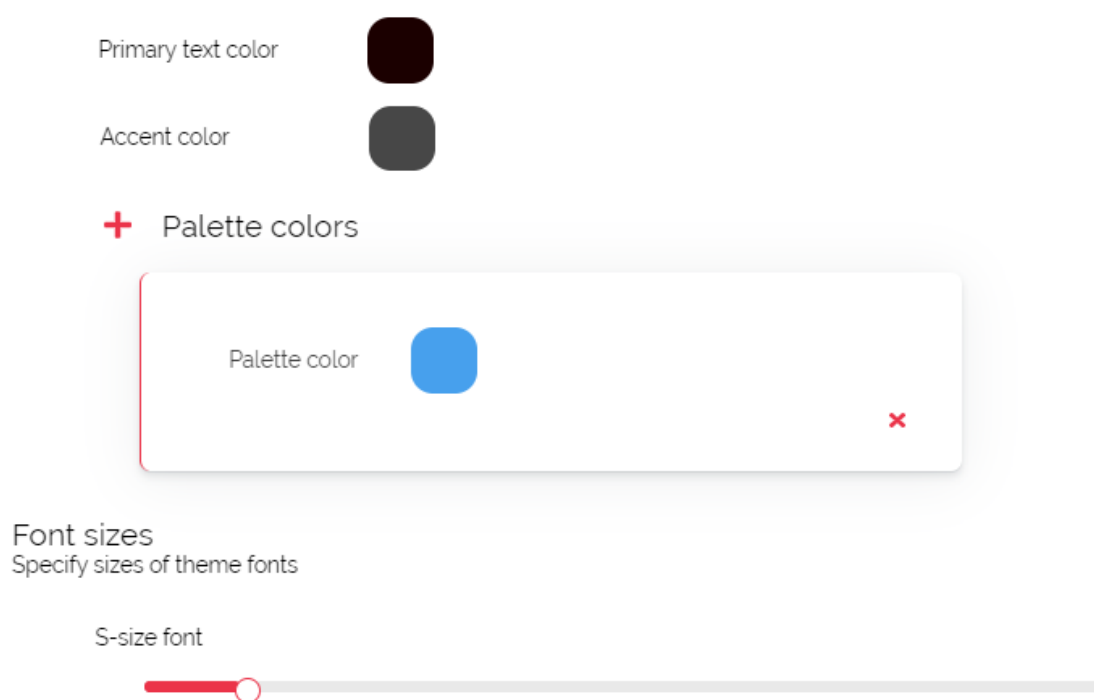 Primary text color
Accent color
Palette colors
Palette color
Font sizes
Specify sizes of theme fonts
S-size font